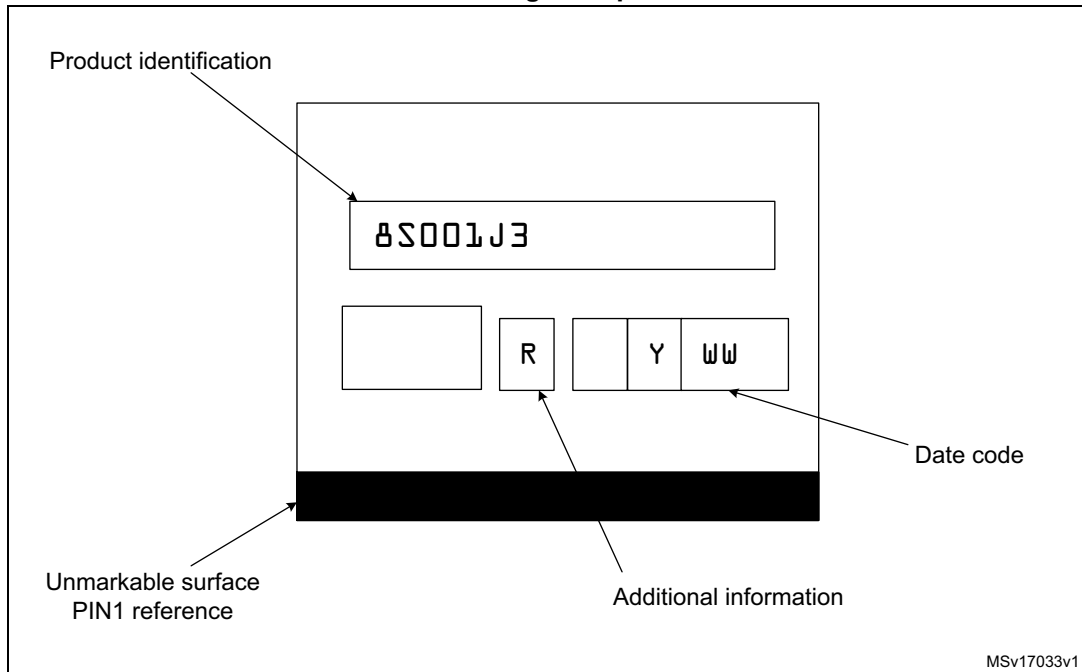 Product identification
8S001J3
R Y WW
Date code
Unmarkable surface
PIN1 reference
Additional information
MSv17033v1